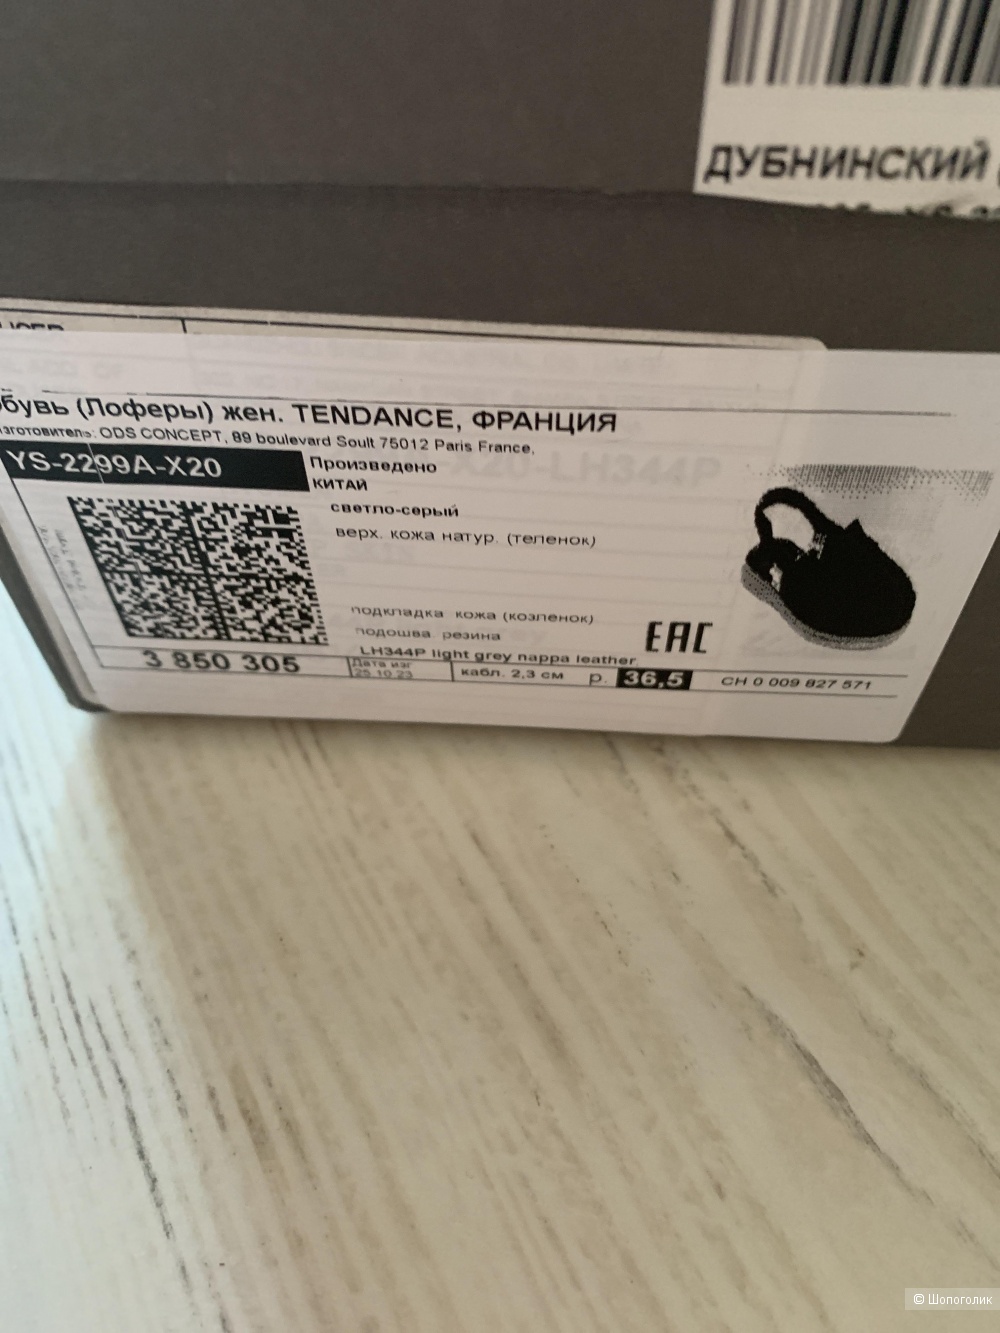 ДУБНИНСКИЙ
бувь (Лоферы) жен. TENDANCE, ФРАНЦИЯ
зготовитель: ODS CONCEPT, 89 boulevard Soult 75012 Paris France,
YS-2299A-X20
Произведено
КИТАЙ
X20-LH344P
светло-серый
верх. кожа натур. (теленок)
подкладка кожа (козленок)
подошва резина
EAC
LH344P light grey nappa leather
3 850 305
Дата изг
25.10.23
кабл. 2,3 см
р. 36,5
CH 0 009 827 571
© Шопоголик